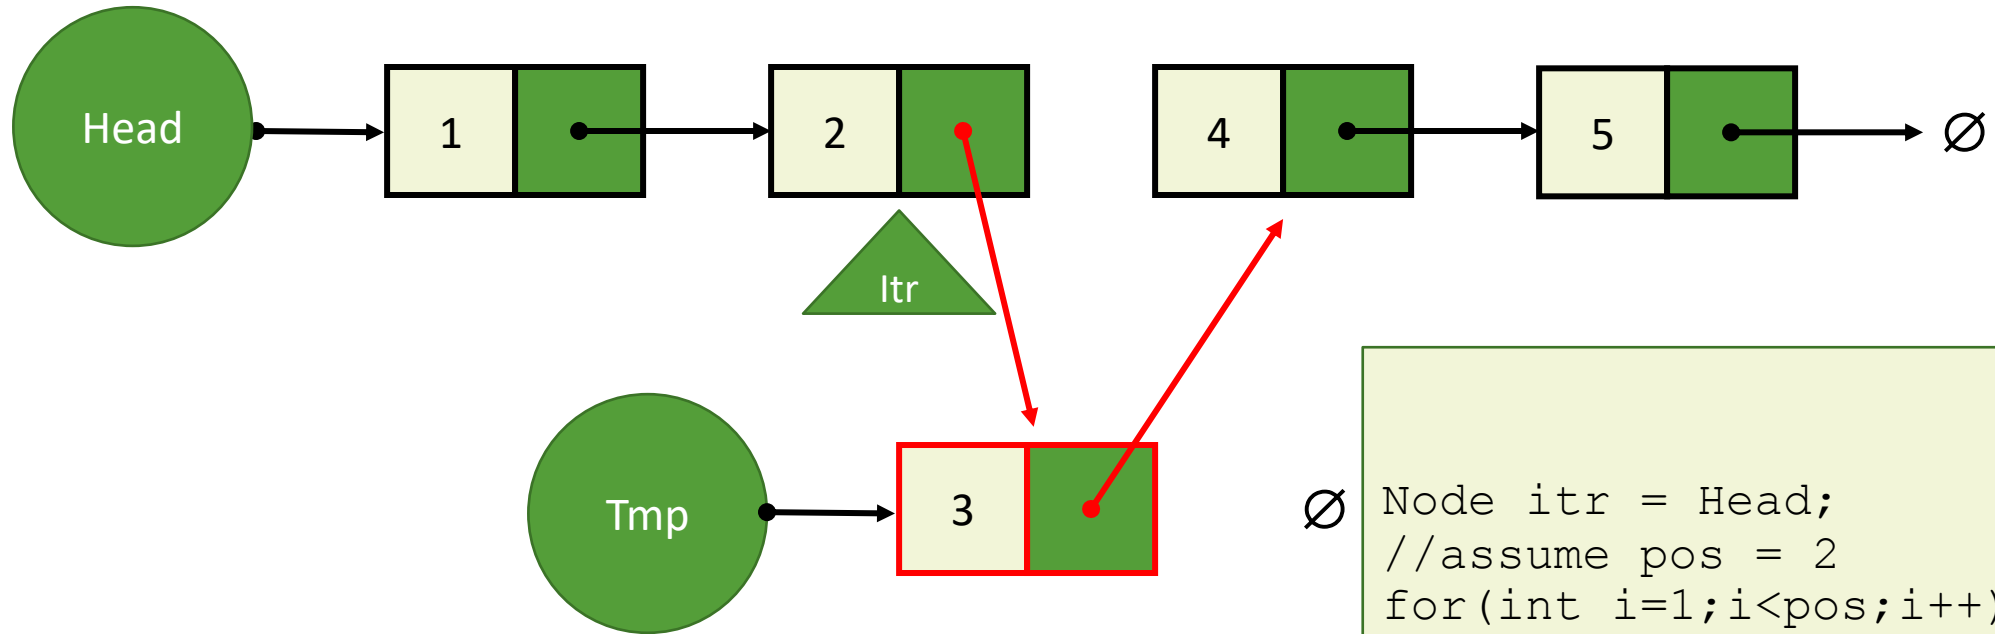 Head
1
2
4
5
∅
Itr
Tmp
3
∅
Node itr = Head;
//assume pos = 2
for(int i=1;i<pos;i++)